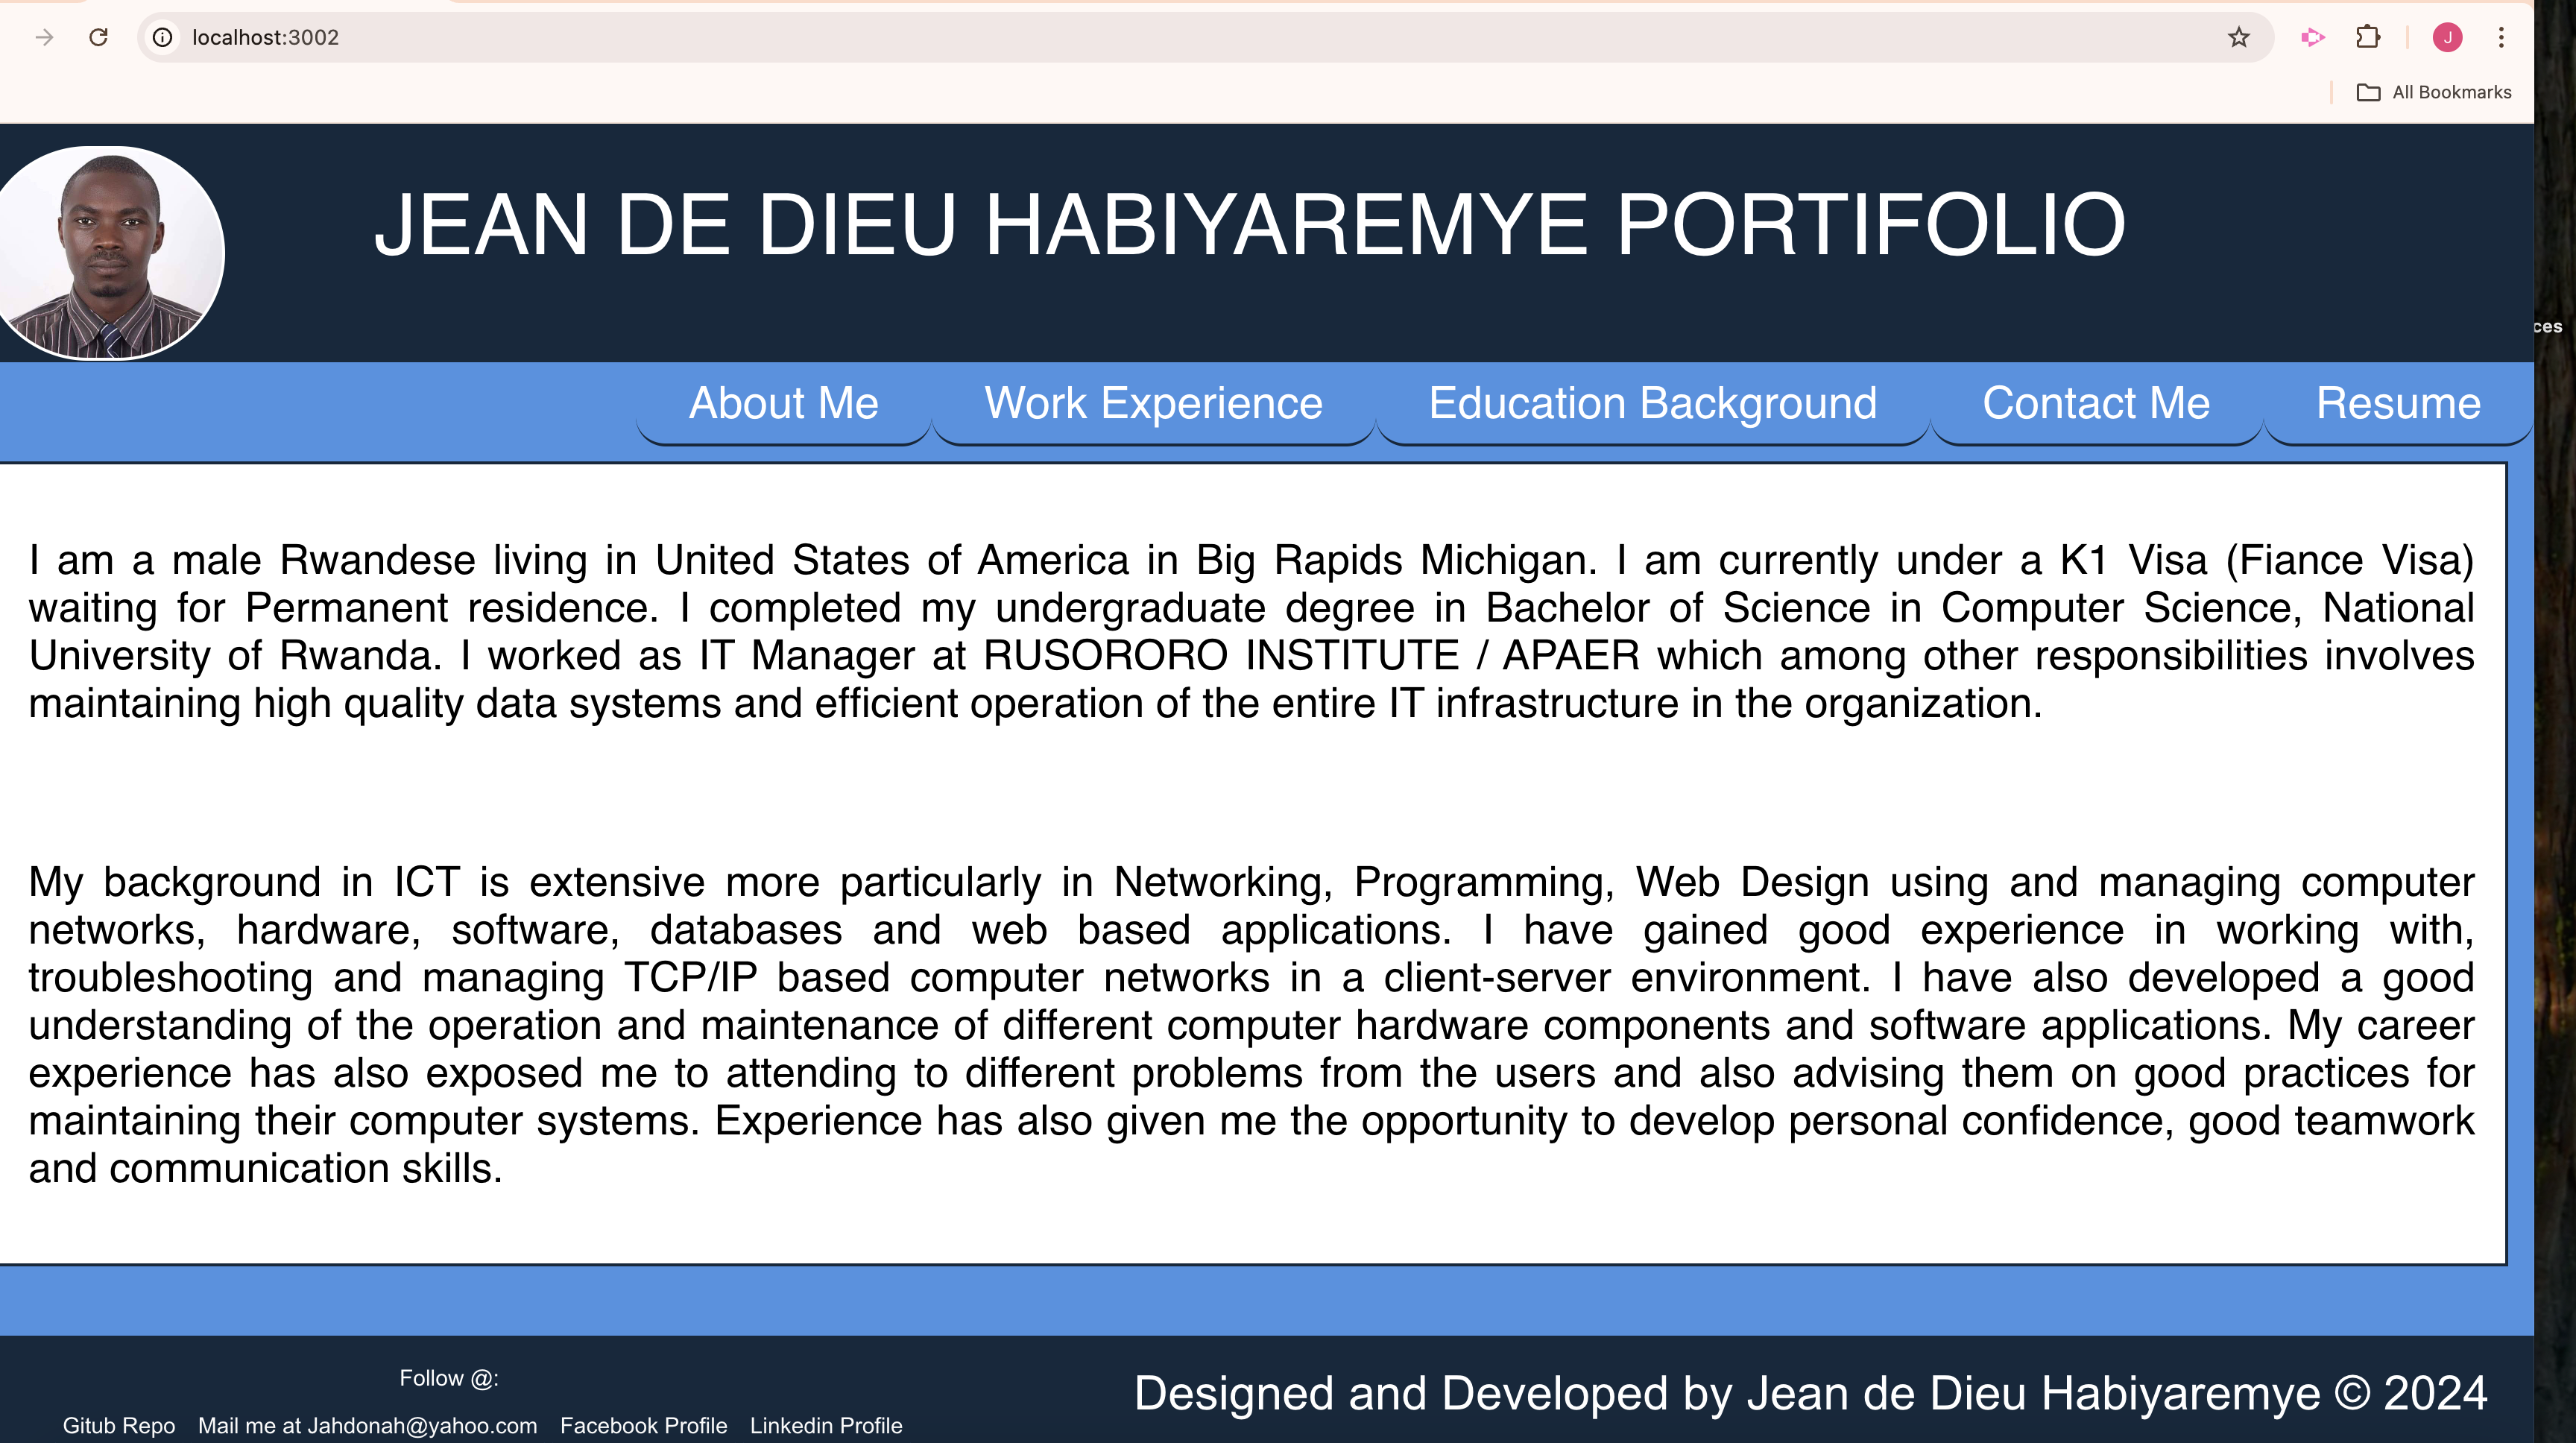 localhost:3002
J
All Bookmarks
JEAN DE DIEU HABIYAREMYE PORTIFOLIO
ces
About Me Work Experience Education Background Contact Me Resume
I am a male Rwandese living in United States of America in Big Rapids Michigan. I am currently under a K1 Visa (Fiance Visa)
waiting for Permanent residence. I completed my undergraduate degree in Bachelor of Science in Computer Science, National
University of Rwanda. I worked as IT Manager at RUSORORO INSTITUTE / APAER which among other responsibilities involves
maintaining high quality data systems and efficient operation of the entire IT infrastructure in the organization.
My background in ICT is extensive more particularly in Networking, Programming, Web Design using and managing computer
networks, hardware, software, databases and web based applications. I have gained good experience in working with,
troubleshooting and managing TCP/IP based computer networks in a client-server environment. I have also developed a good
understanding of the operation and maintenance of different computer hardware components and software applications. My career
experience has also exposed me to attending to different problems from the users and also advising them on good practices for
maintaining their computer systems. Experience has also given me the opportunity to develop personal confidence, good teamwork
and communication skills.
Follow @:
Gitub Repo Mail me at Jahdonah@yahoo.com Facebook Profile Linkedin Profile
Designed and Developed by Jean de Dieu Habiyaremye © 2024